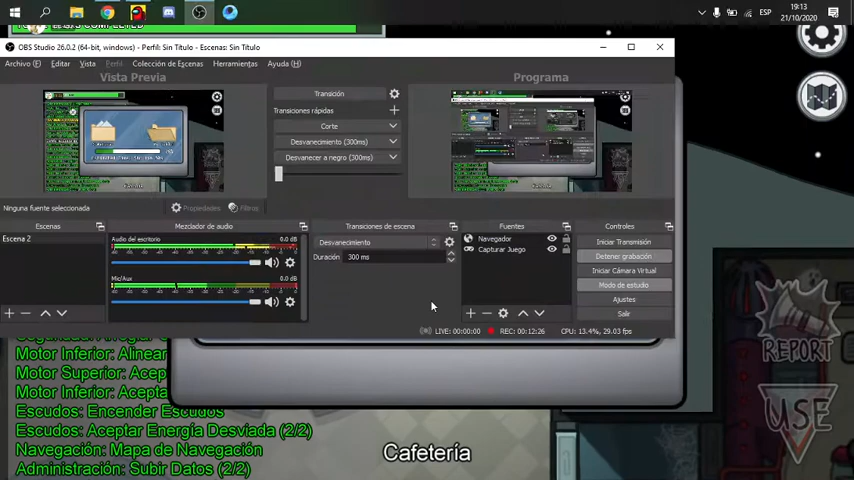 S COMPLETED
ESP
19:13
21/10/2020
OBS Studio 26.0.2 (64-bit, windows) - Perfil: Sin Título - Escenas: Sin Título
Archivo (F) Editar Vista Perfil Colección de Escenas Herramientas Ayuda (H)
Vista Previa
Programa
Transición
Transiciones rápidas
Corte
Desvanecimiento (300ms)
Desvanecer a negro (300ms)
Ninguna fuente seleccionada
Propiedades
Filtros
Escenas
Mezclador de audio
Transiciones de escena
Fuentes
Controles
Escena 2
Audio del escritorio
0.0 dB
Mic/Aux
0.0 dB
Desvanecimiento
Duración 300 ms
Navegador
Capturar Juego
Iniciar Transmisión
Detener grabación
Iniciar Cámara Virtual
Modo de estudio
Ajustes
Salir
LIVE: 00:00:00
REC: 00:12:26
CPU: 13.4%, 29.03 fps
Motor Inferior: Alinear
Motor Superior: Acep
Motor Inferior: Acepta
Escudos: Encender Escudos
Escudos: Aceptar Energía Desviada (2/2)
Navegación: Mapa de Navegación
Administración: Subir Datos (2/2)
Cafetería
REPORT
USE